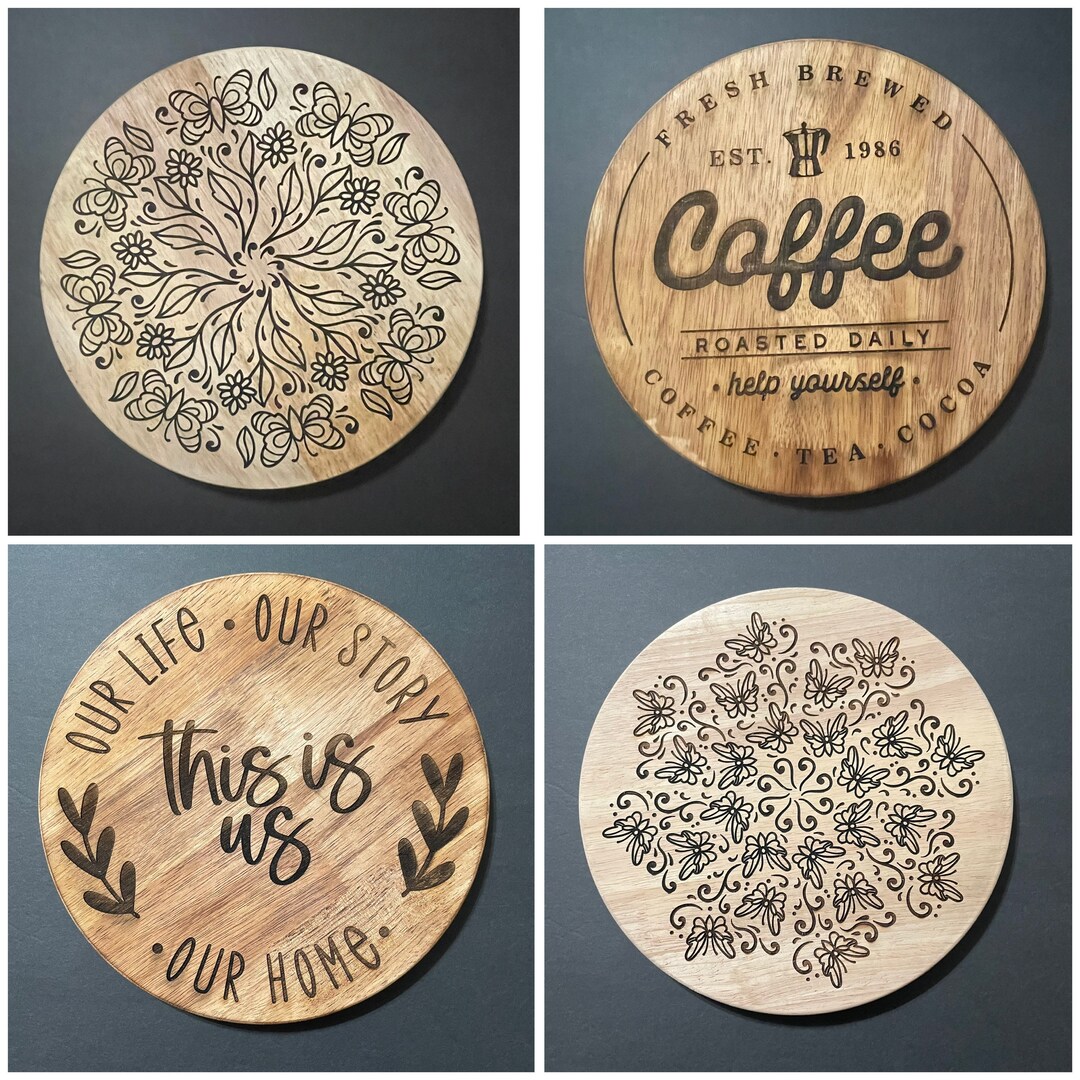 FRESH BREWED
EST. 1986
Coffee
ROASTED DAILY
• help yourself •
COFFEE • TEA • COCOA
OUR LIFE • OUR STORY
this is
us
• OUR HOME •